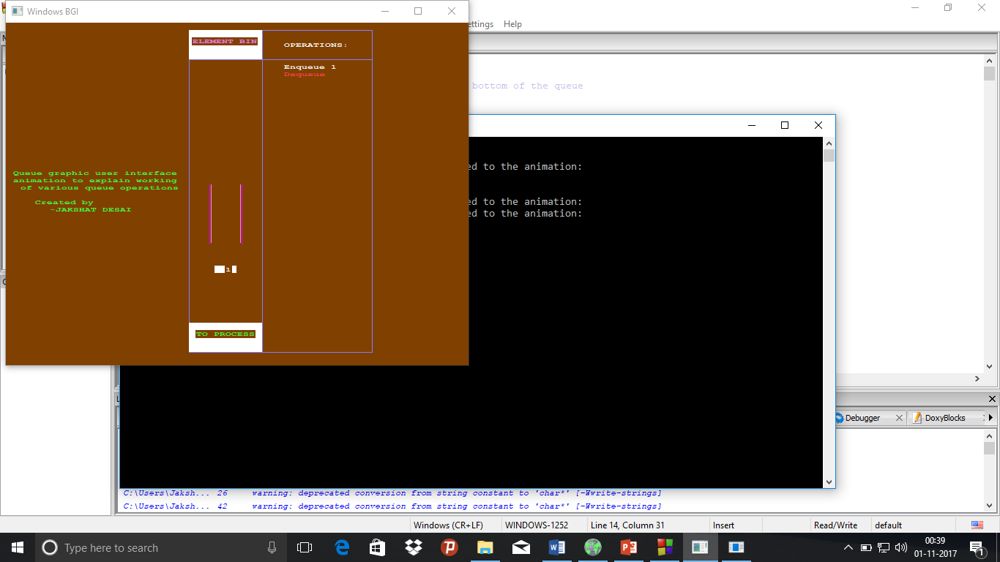 Windows BGI
ettings Help
ELEMENT BIN
OPERATIONS:
Enqueue 1
Dequeue
bottom of the queue
ed to the animation:
ed to the animation:
ed to the animation:
Queue graphic user interface
animation to explain working
of various queue operations
Created by
-JAKSHAT DESAI
1
TO PROCESS
Debugger
DoxyBlocks
C:\Users\Jaksh... 26 warning: deprecated conversion from string constant to 'char*' [-Wwrite-strings]
C:\Users\Jaksh... 42 warning: deprecated conversion from string constant to 'char*' [-Wwrite-strings]
Windows (CR+LF) WINDOWS-1252 Line 14, Column 31 Insert Read/Write default
Type here to search
00:39
01-11-2017
1